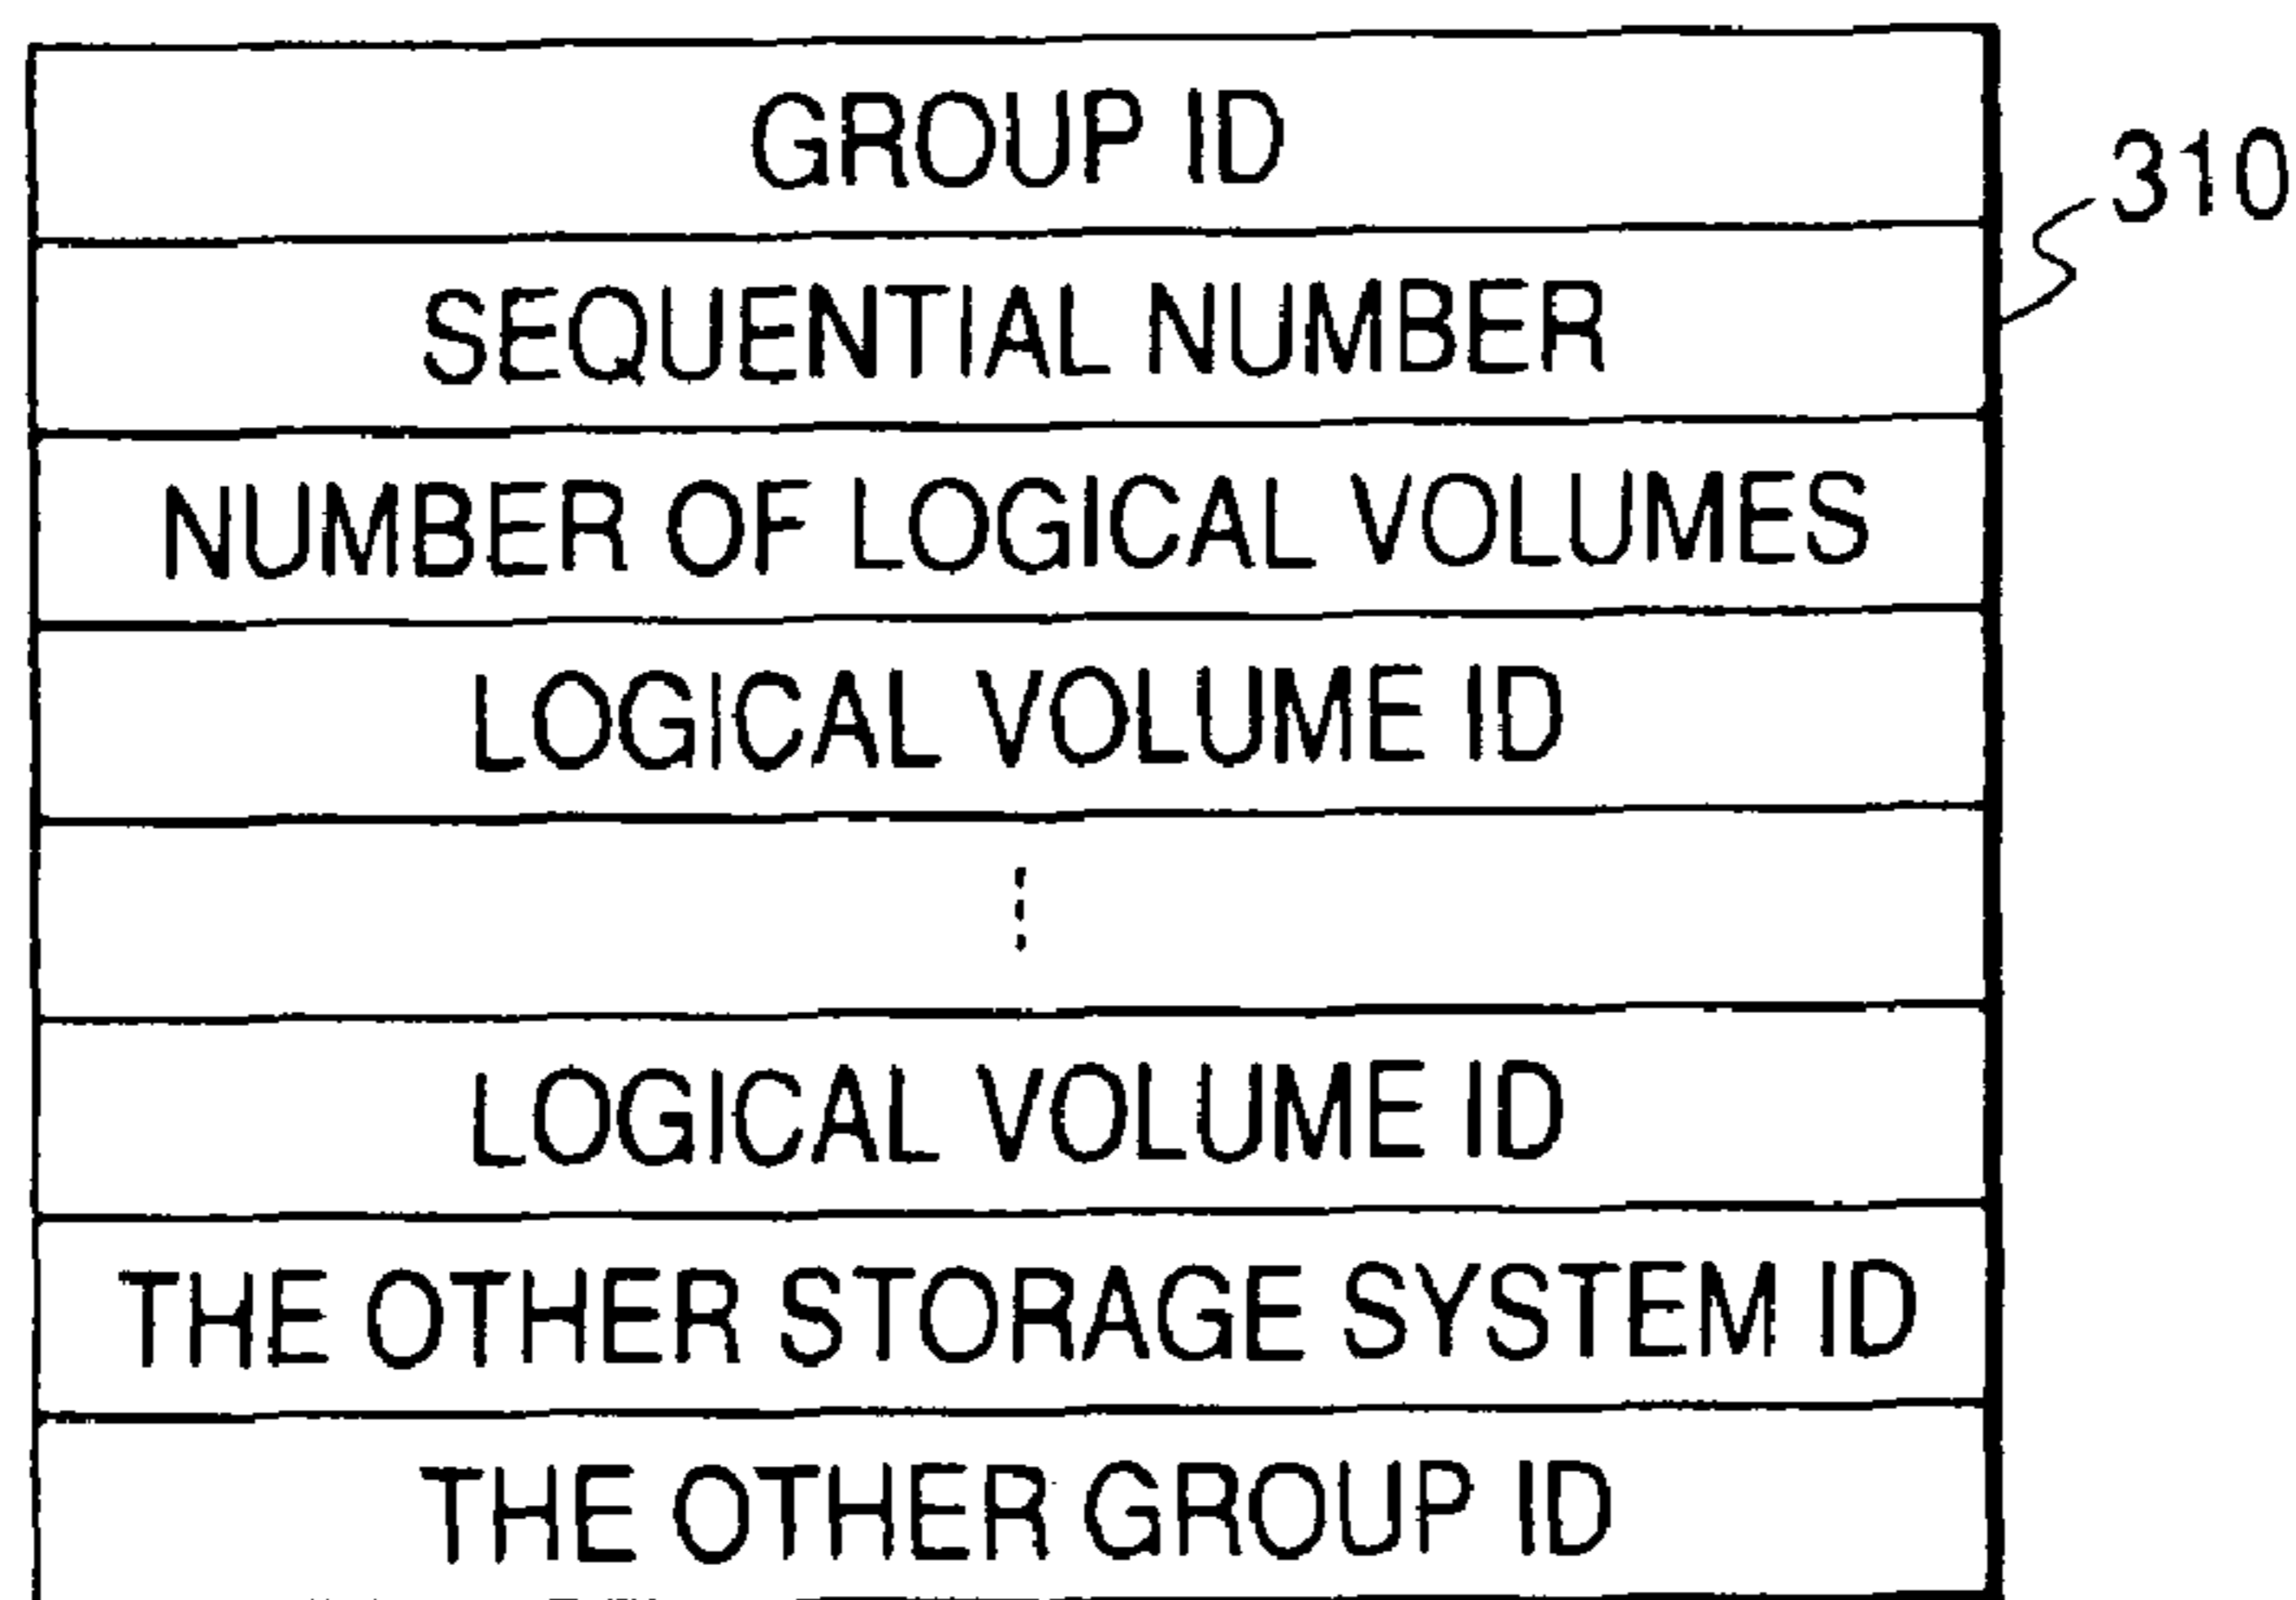 GROUP ID
310
SEQUENTIAL NUMBER
NUMBER OF LOGICAL VOLUMES
LOGICAL VOLUME ID
LOGICAL VOLUME ID
THE OTHER STORAGE SYSTEM ID
THE OTHER GROUP ID